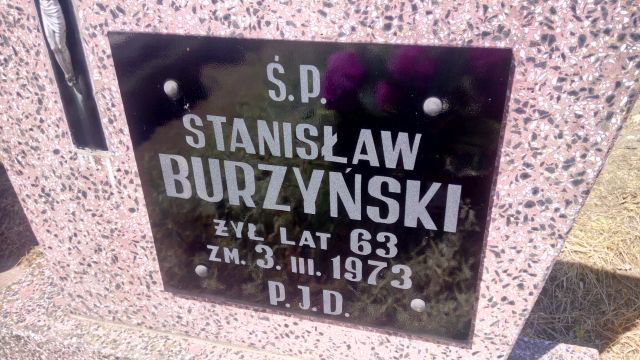 Ś.P.
STANISŁAW
BURZYŃSKI
ŻYŁ LAT 63
ZM. 3. III. 1973
P.J.D.